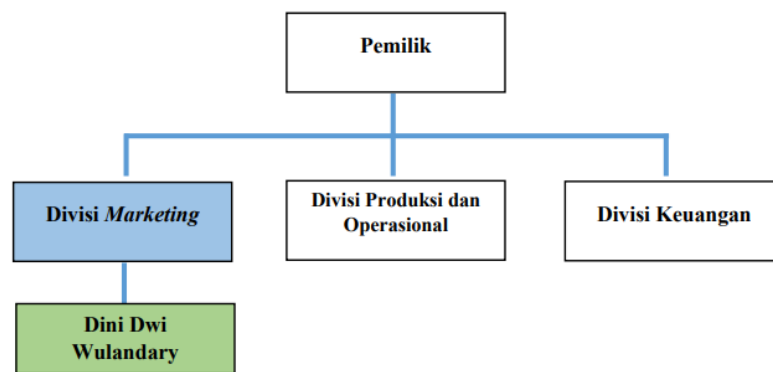 Pemilik
Divisi Marketing
Divisi Produksi dan
Operasional
Divisi Keuangan
Dini Dwi
Wulandary